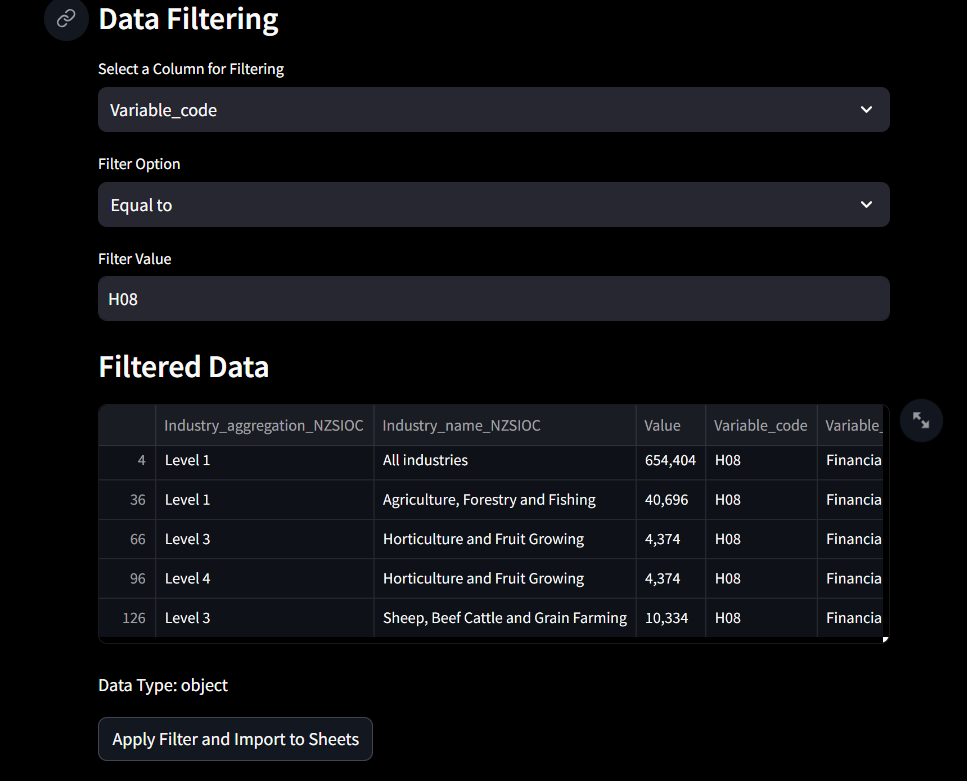 Data Filtering
Select a Column for Filtering
Variable_code
Filter Option
Equal to
Filter Value
H08
Filtered Data
Industry_aggregation_NZSIOC Industry_name_NZSIOC Value Variable_code Variable_
4 Level 1 All industries 654,404 H08 Financia
36 Level 1 Agriculture, Forestry and Fishing 40,696 H08 Financia
66 Level 3 Horticulture and Fruit Growing 4,374 H08 Financia
96 Level 4 Horticulture and Fruit Growing 4,374 H08 Financia
126 Level 3 Sheep, Beef Cattle and Grain Farming 10,334 H08 Financia
Data Type: object
Apply Filter and Import to Sheets